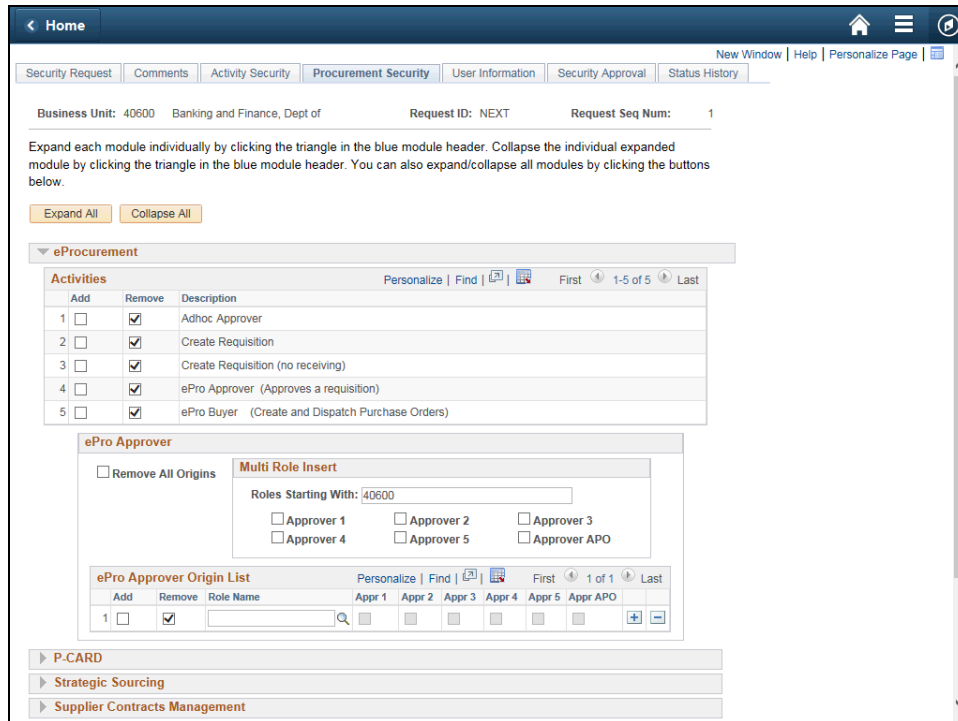 Home
New Window | Help | Personalize Page |
Security Request Comments Activity Security Procurement Security User Information Security Approval Status History
Business Unit: 40600 Banking and Finance, Dept of Request ID: NEXT Request Seq Num: 1
Expand each module individually by clicking the triangle in the blue module header. Collapse the individual expanded
module by clicking the triangle in the blue module header. You can also expand/collapse all modules by clicking the buttons
below.
Expand All Collapse All
eProcurement
Activities Personalize | Find | | First 1-5 of 5 Last
Add Remove Description
1 Adhoc Approver
2 Create Requisition
3 Create Requisition (no receiving)
4 ePro Approver (Approves a requisition)
5 ePro Buyer (Create and Dispatch Purchase Orders)
ePro Approver
Remove All Origins
Multi Role Insert
Roles Starting With: 40600
Approver 1 Approver 2 Approver 3
Approver 4 Approver 5 Approver APO
ePro Approver Origin List Personalize | Find | | First 1 of 1 Last
Add Remove Role Name Appr 1 Appr 2 Appr 3 Appr 4 Appr 5 Appr APO
1
P-CARD
Strategic Sourcing
Supplier Contracts Management